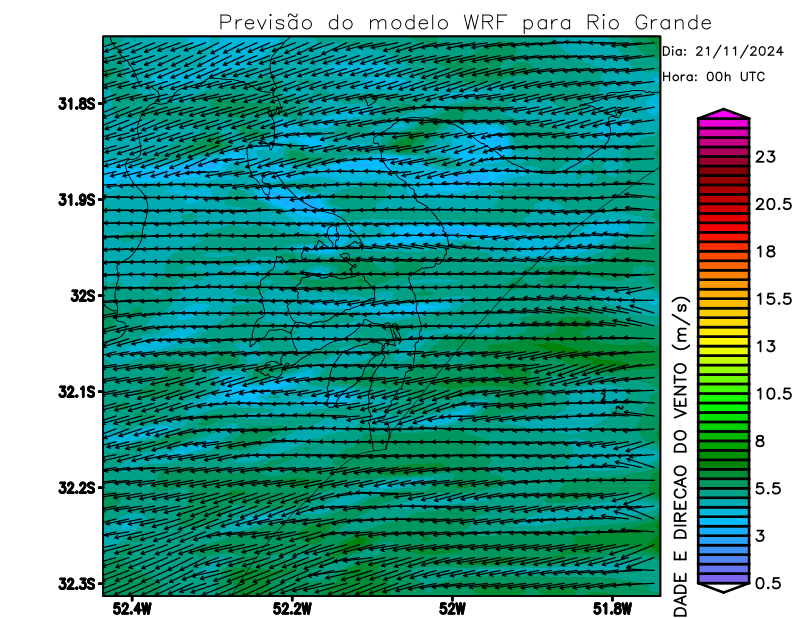 Previsão do modelo WRF para Rio Grande
Dia: 21/11/2024
Hora: 00h UTC
31.8S
31.9S
32S
32.1S
32.2S
32.3S
52.4W
52.2W
52W
51.8W
23
20.5
18
15.5
13
10.5
8
5.5
3
0.5
DADE E DIRECAO DO VENTO (m/s)